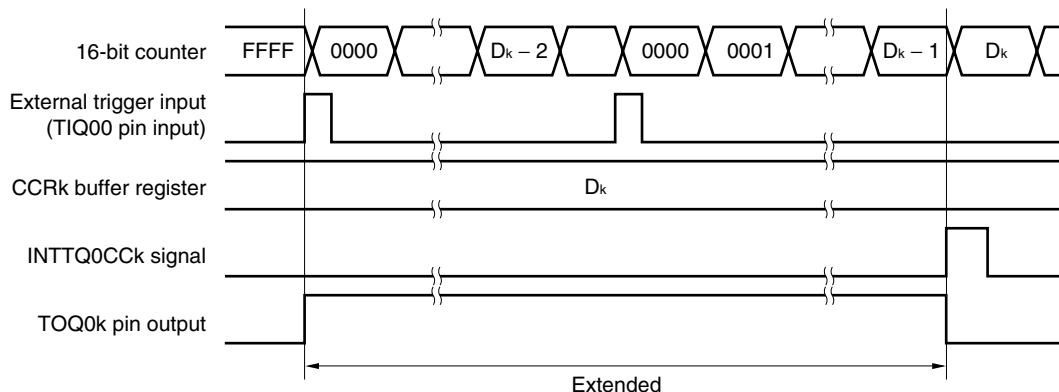 16-bit counter FFFF 0000 Dk − 2 0000 0001 Dk − 1 Dk
External trigger input
(TIQ00 pin input)
CCRk buffer register Dk
INTTQ0CCk signal
TOQ0k pin output
Extended